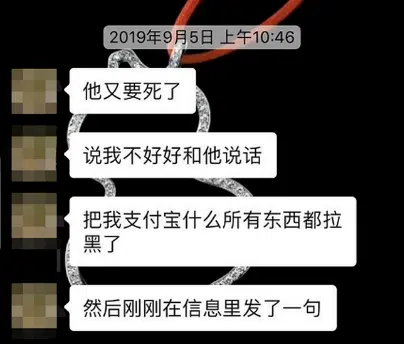 2019年9月5日 上午10:46
他又要死了
说我不好好和他说话
把我支付宝什么所有东西都拉
黑了
然后刚刚在信息里发了一句